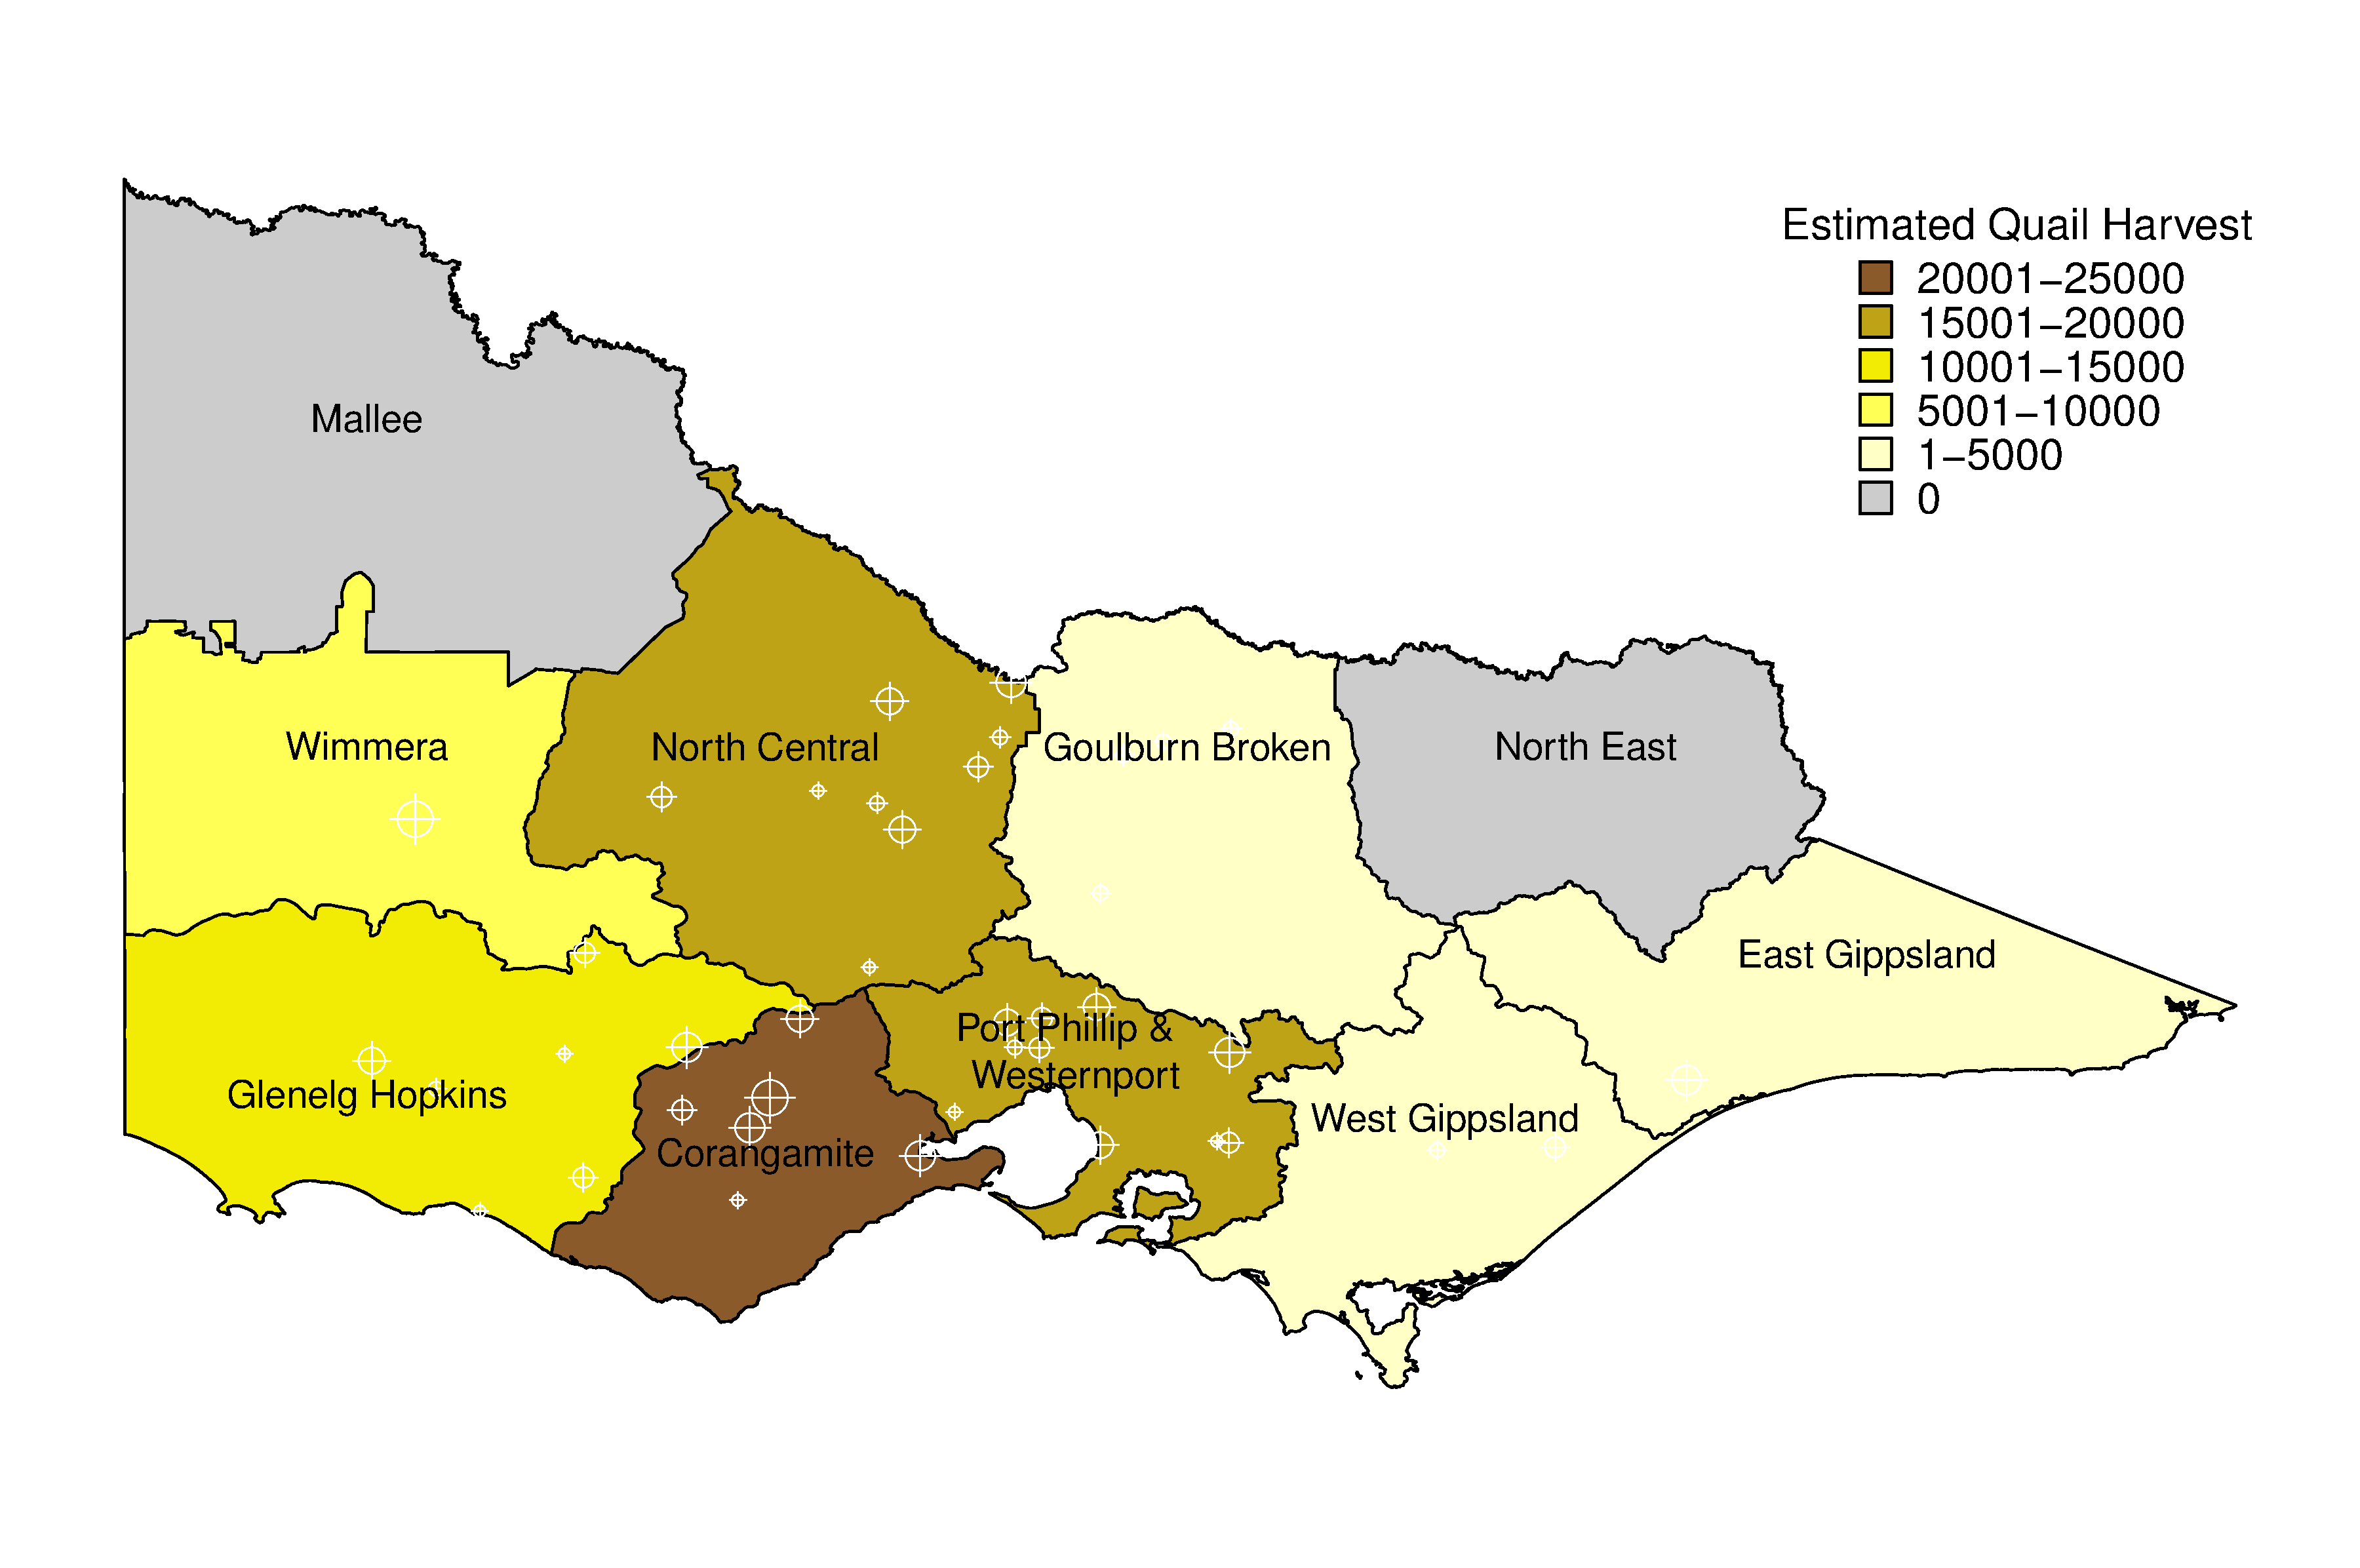 Estimated Quail Harvest
20001−25000
15001−20000
10001−15000
5001−10000
1−5000
0
Mallee
Wimmera
North Central
Goulburn Broken
North East
East Gippsland
Port Phillip &
Westernport
Glenelg Hopkins
West Gippsland
Corangamite